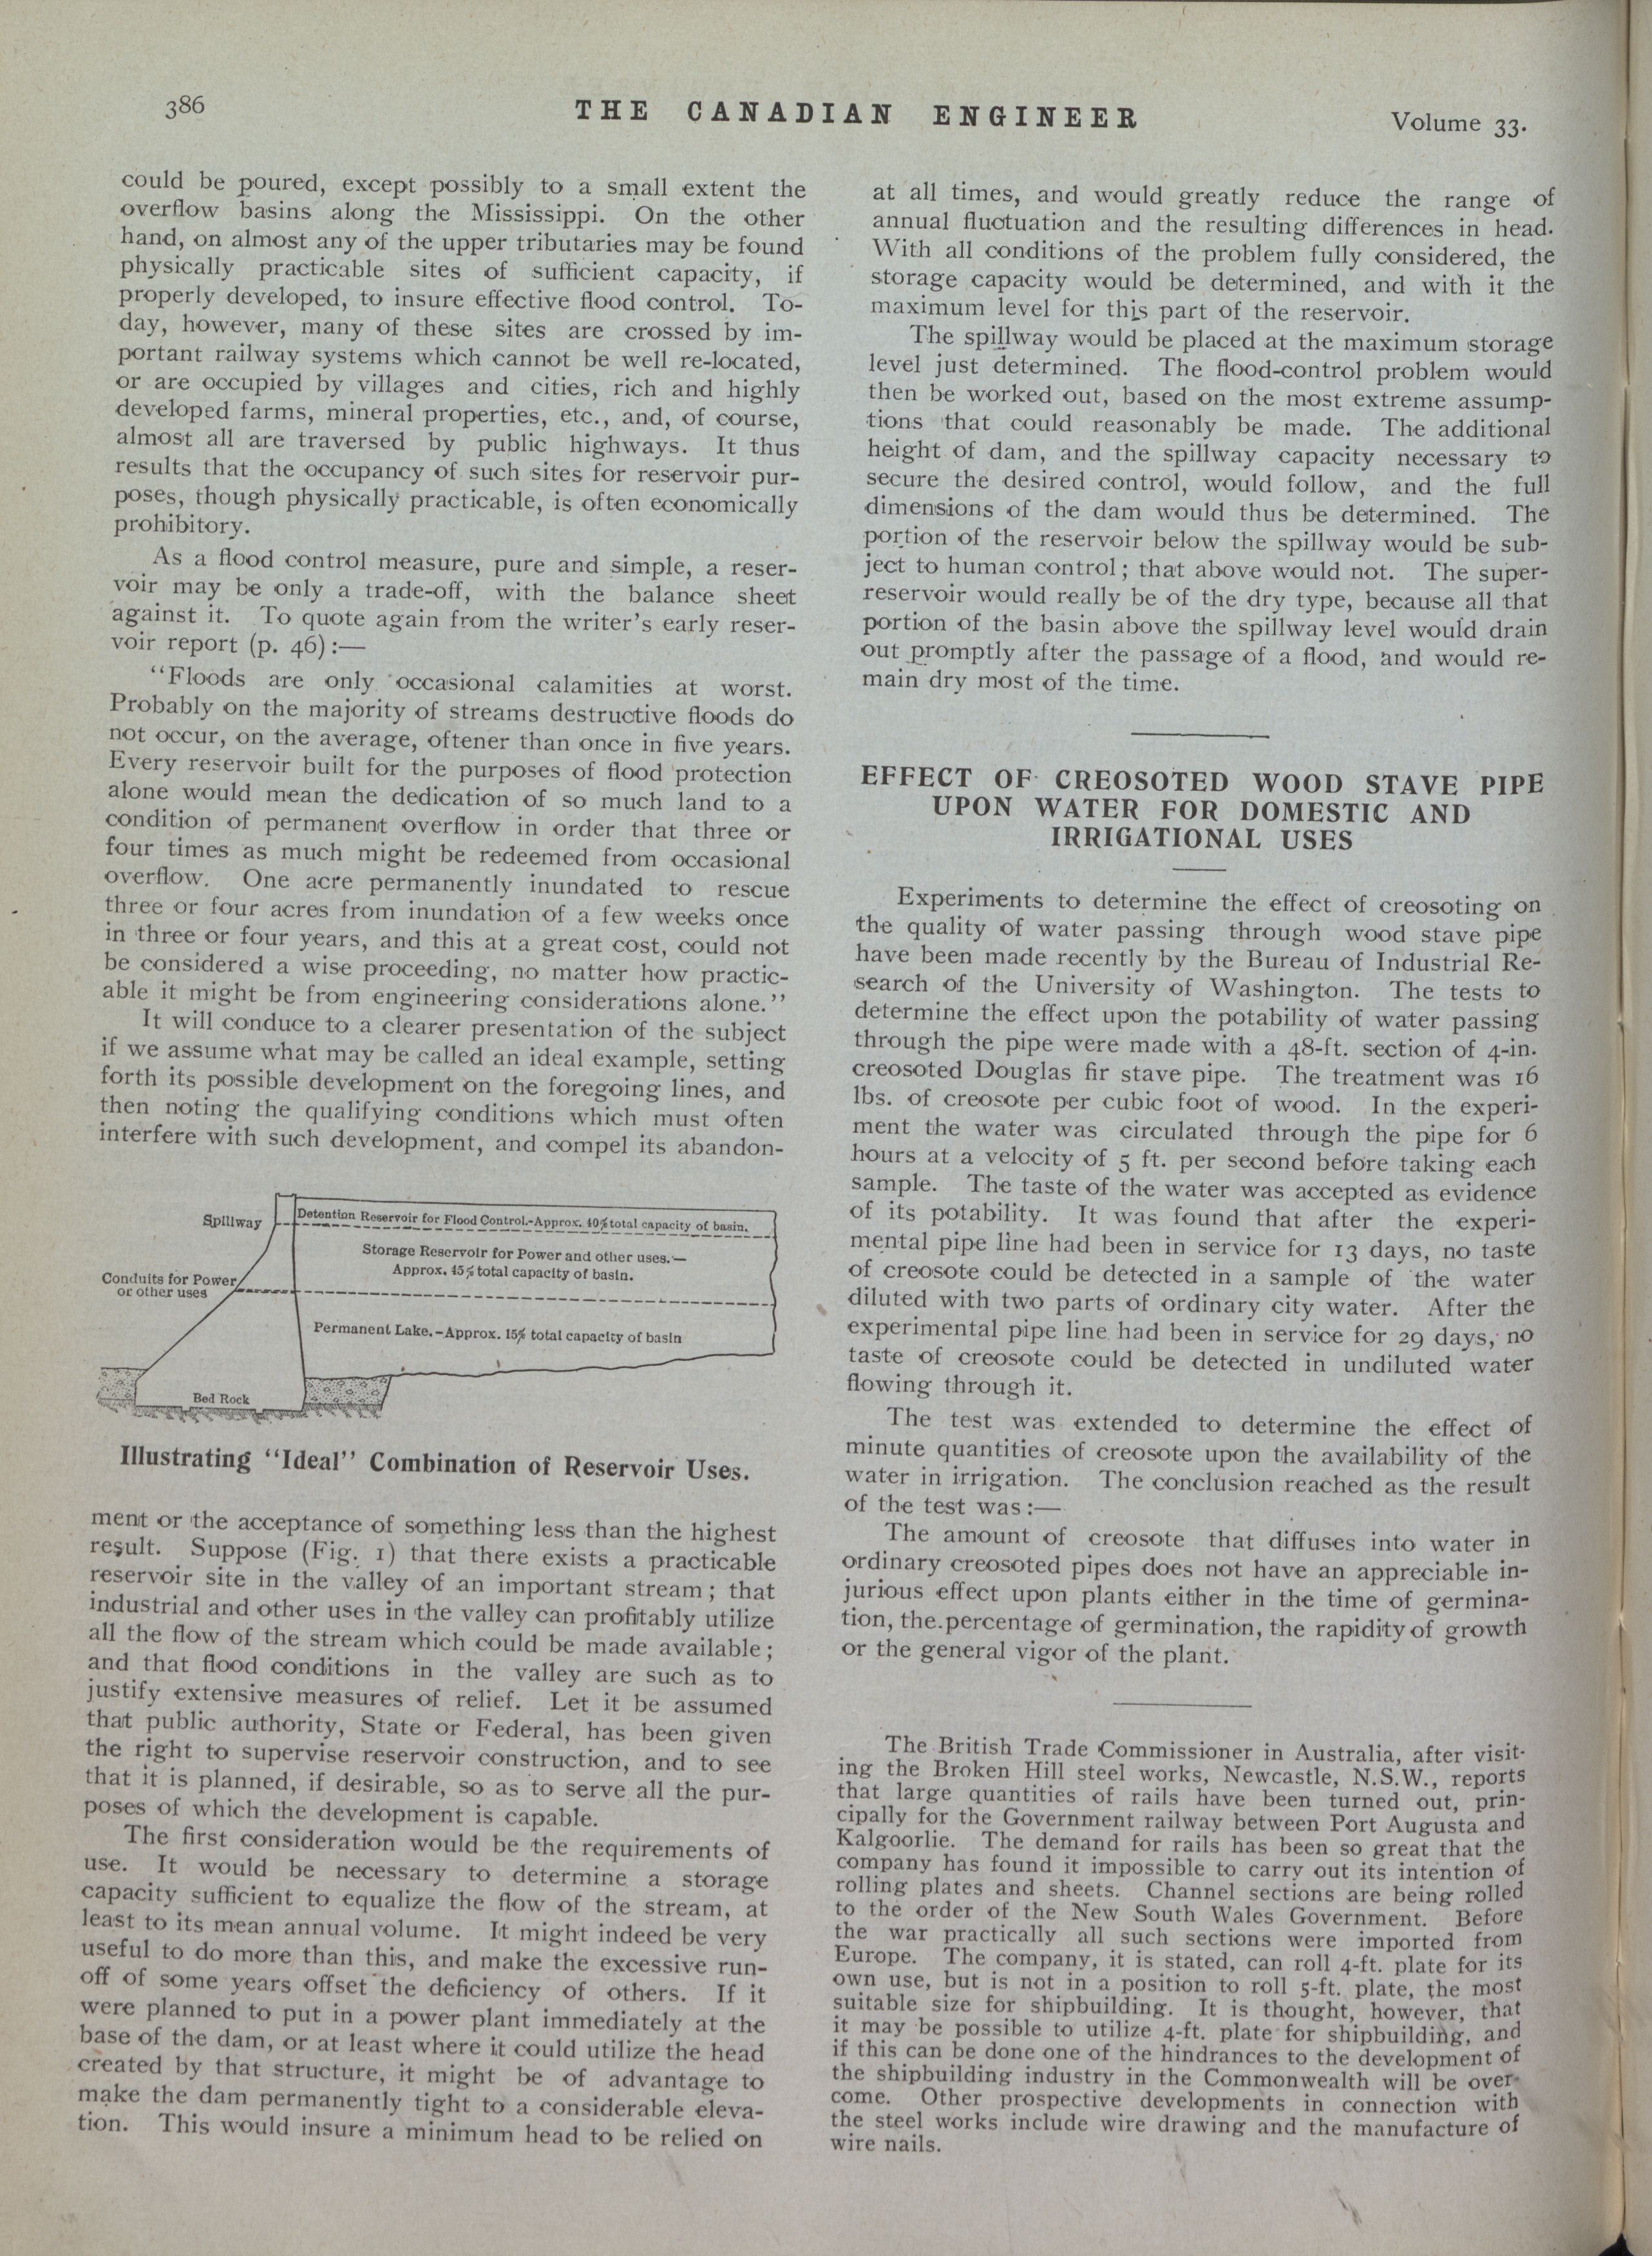 386
THE CANADIAN ENGINEER
Volume 33.
could be poured, except possibly to a small extent the
overflow basins along the Mississippi. On the other
hand, on almost any of the upper tributaries may be found
physically practicable sites of sufficient capacity, if
properly developed, to insure effective flood control. To-
day, however, many of these sites are crossed by im-
portant railway systems which cannot be well re-located,
or are occupied by villages and cities, rich and highly
developed farms, mineral properties, etc., and, of course,
almost all are traversed by public highways. It thus
results that the occupancy of such sites for reservoir pur-
poses, though physically practicable, is often economically
prohibitory.
As a flood control measure, pure and simple, a reser-
voir may be only a trade-off, with the balance sheet
against it. To quote again from the writer's early reser-
voir report (p. 46):—
"Floods are only occasional calamities at worst.
Probably on the majority of streams destructive floods do
not occur, on the average, oftener than once in five years.
Every reservoir built for the purposes of flood protection
alone would mean the dedication of so much land to a
condition of permanent overflow in order that three or
four times as much might be redeemed from occasional
overflow. One acre permanently inundated to rescue
three or four acres from inundation of a few weeks once
in three or four years, and this at a great cost, could not
be considered a wise proceeding, no matter how practic-
able it might be from engineering considerations alone."
It will conduce to a clearer presentation of the subject
if we assume what may be called an ideal example, setting
forth its possible development on the foregoing lines, and
then noting the qualifying conditions which must often
interfere with such development, and compel its abandon-
Spillway
Detention Reservoir for Flood Control.-Approx. 40% total capacity of basin.
Storage Reservoir for Power and other uses.—
Approx. 45% total capacity of basin.
Conduits for Power
or other uses
Permanent Lake.-Approx. 15% total capacity of basin
Bed Rock
Illustrating "Ideal" Combination of Reservoir Uses.
ment or the acceptance of something less than the highest
result. Suppose (Fig. 1) that there exists a practicable
reservoir site in the valley of an important stream; that
industrial and other uses in the valley can profitably utilize
all the flow of the stream which could be made available;
and that flood conditions in the valley are such as to
justify extensive measures of relief. Let it be assumed
that public authority, State or Federal, has been given
the right to supervise reservoir construction, and to see
that it is planned, if desirable, so as to serve all the pur-
poses of which the development is capable.
The first consideration would be the requirements of
use. It would be necessary to determine a storage
capacity sufficient to equalize the flow of the stream, at
least to its mean annual volume. It might indeed be very
useful to do more than this, and make the excessive run-
off of some years offset the deficiency of others. If it
were planned to put in a power plant immediately at the
base of the dam, or at least where it could utilize the head
created by that structure, it might be of advantage to
make the dam permanently tight to a considerable eleva-
tion. This would insure a minimum head to be relied on
at all times, and would greatly reduce the range of
annual fluctuation and the resulting differences in head.
With all conditions of the problem fully considered, the
storage capacity would be determined, and with it the
maximum level for this part of the reservoir.
The spillway would be placed at the maximum storage
level just determined. The flood-control problem would
then be worked out, based on the most extreme assump-
tions that could reasonably be made. The additional
height of dam, and the spillway capacity necessary to
secure the desired control, would follow, and the full
dimensions of the dam would thus be determined. The
portion of the reservoir below the spillway would be sub-
ject to human control; that above would not. The super-
reservoir would really be of the dry type, because all that
portion of the basin above the spillway level would drain
out promptly after the passage of a flood, and would re-
main dry most of the time.
EFFECT OF CREOSOTED WOOD STAVE PIPE
UPON WATER FOR DOMESTIC AND
IRRIGATIONAL USES
Experiments to determine the effect of creosoting on
the quality of water passing through wood stave pipe
have been made recently by the Bureau of Industrial Re-
search of the University of Washington. The tests to
determine the effect upon the potability of water passing
through the pipe were made with a 48-ft. section of 4-in.
creosoted Douglas fir stave pipe. The treatment was 16
lbs. of creosote per cubic foot of wood. In the experi-
ment the water was circulated through the pipe for 6
hours at a velocity of 5 ft. per second before taking each
sample. The taste of the water was accepted as evidence
of its potability. It was found that after the experi-
mental pipe line had been in service for 13 days, no taste
of creosote could be detected in a sample of the water
diluted with two parts of ordinary city water. After the
experimental pipe line had been in service for 29 days, no
taste of creosote could be detected in undiluted water
flowing through it.
The test was extended to determine the effect of
minute quantities of creosote upon the availability of the
water in irrigation. The conclusion reached as the result
of the test was:—
The amount of creosote that diffuses into water in
ordinary creosoted pipes does not have an appreciable in-
jurious effect upon plants either in the time of germina-
tion, the percentage of germination, the rapidity of growth
or the general vigor of the plant.
The British Trade Commissioner in Australia, after visit-
ing the Broken Hill steel works, Newcastle, N.S.W., reports
that large quantities of rails have been turned out, prin-
cipally for the Government railway between Port Augusta and
Kalgoorlie. The demand for rails has been so great that the
company has found it impossible to carry out its intention of
rolling plates and sheets. Channel sections are being rolled
to the order of the New South Wales Government. Before
the war practically all such sections were imported from
Europe. The company, it is stated, can roll 4-ft. plate for its
own use, but is not in a position to roll 5-ft. plate, the most
suitable size for shipbuilding. It is thought, however, that
it may be possible to utilize 4-ft. plate for shipbuilding, and
if this can be done one of the hindrances to the development of
the shipbuilding industry in the Commonwealth will be over-
come. Other prospective developments in connection with
the steel works include wire drawing and the manufacture of
wire nails.